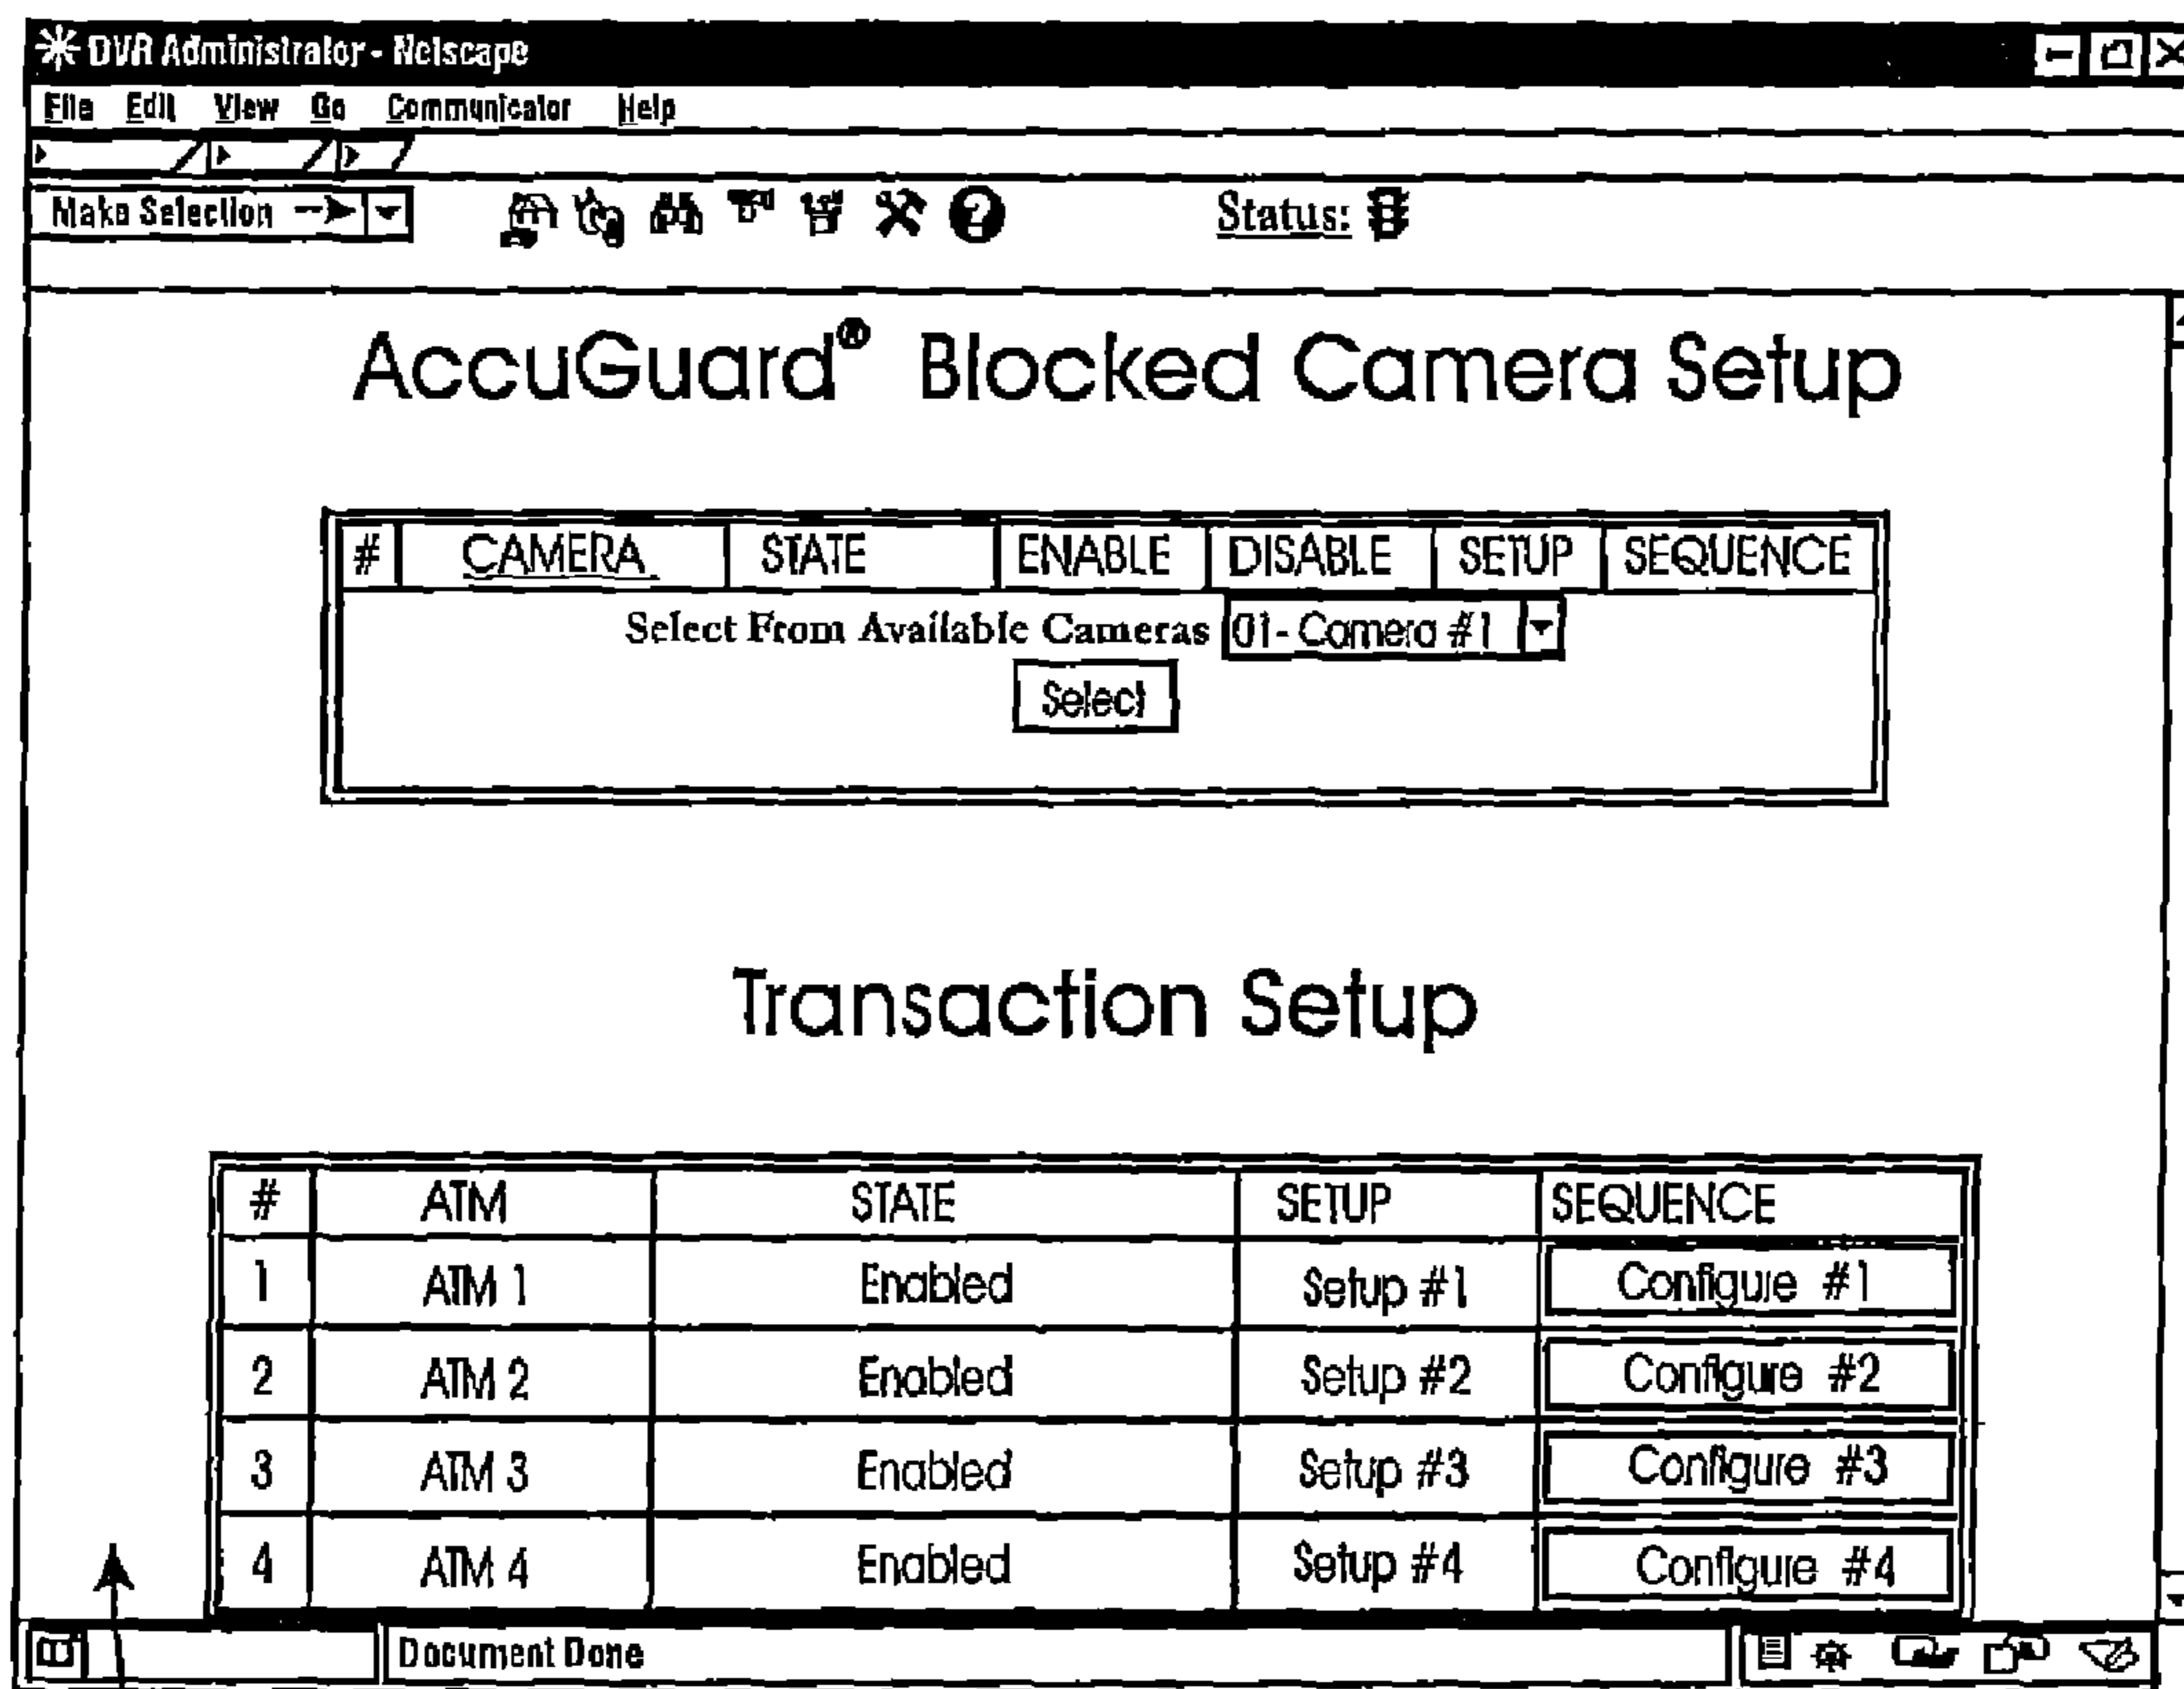 DVR Administrator - Netscape
File Edit View Go Communicator Help
Make Selection
Status:
AccuGuard® Blocked Camera Setup
# CAMERA STATE ENABLE DISABLE SETUP SEQUENCE
Select From Available Cameras 01- Camera #1
Select
Transaction Setup
# ATM STATE SETUP SEQUENCE
1 ATM 1 Enabled Setup #1 Configure #1
2 ATM 2 Enabled Setup #2 Configure #2
3 ATM 3 Enabled Setup #3 Configure #3
4 ATM 4 Enabled Setup #4 Configure #4
Document Done